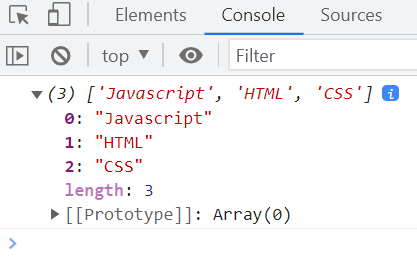 Elements Console Sources
top Filter
(3) ['Javascript', 'HTML', 'CSS'] i
0: "Javascript"
1: "HTML"
2: "CSS"
length: 3
[[Prototype]]: Array(0)